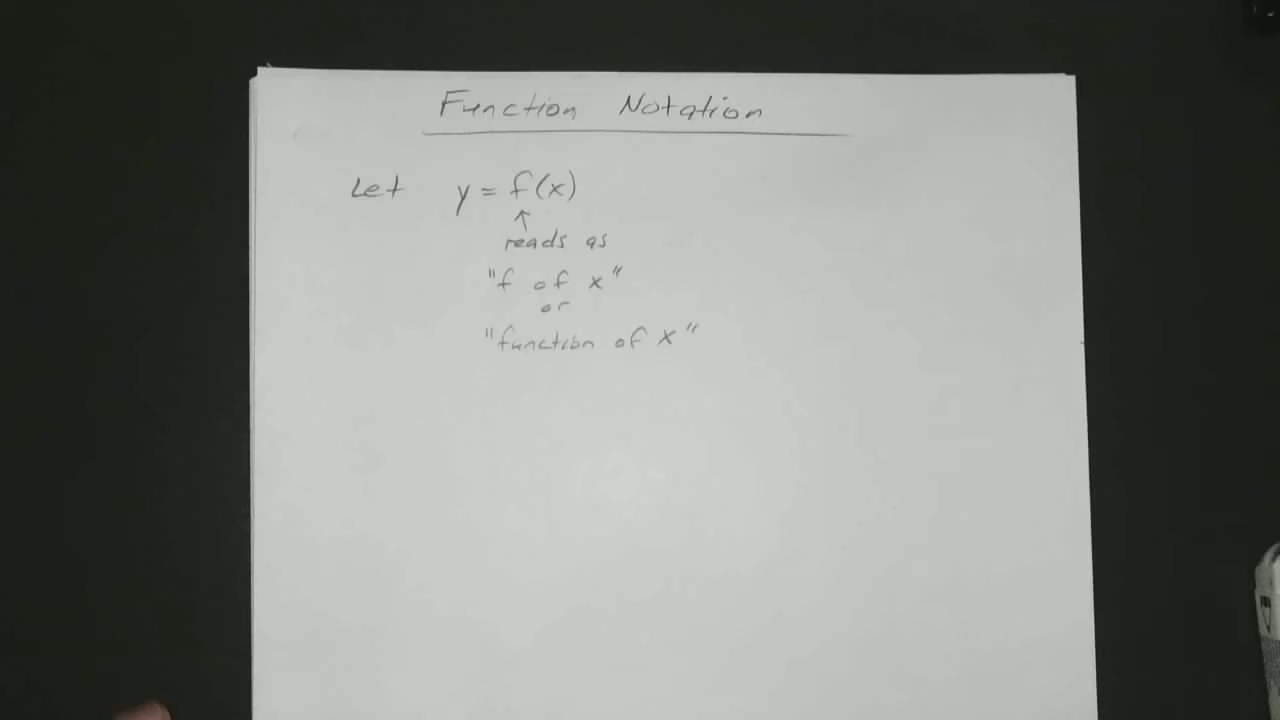 Function Notation
Let y = f(x)
↑
reads as
"f of x"
or
"function of x"